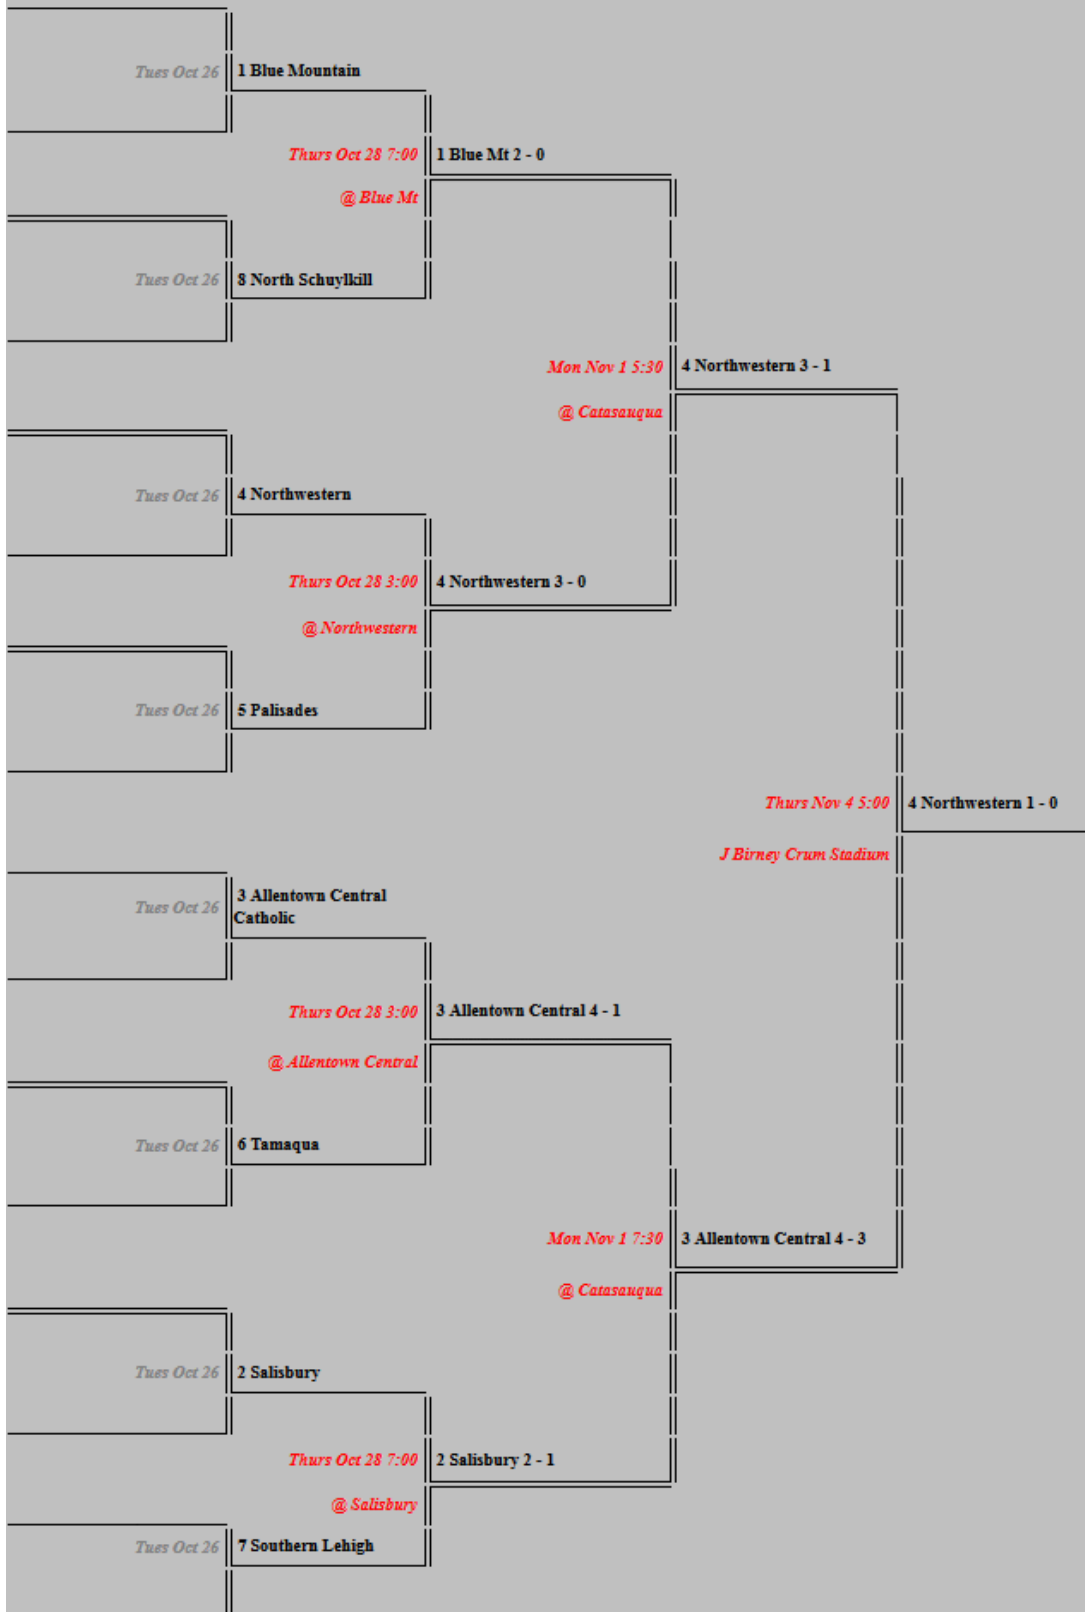 Tues Oct 26
1 Blue Mountain
Thurs Oct 28 7:00
1 Blue Mt 2 - 0
@ Blue Mt
Tues Oct 26
8 North Schuylkill
Mon Nov 1 5:30
4 Northwestern 3 - 1
@ Catasauqua
Tues Oct 26
4 Northwestern
Thurs Oct 28 3:00
4 Northwestern 3 - 0
@ Northwestern
Tues Oct 26
5 Palisades
Thurs Nov 4 5:00
4 Northwestern 1 - 0
J Birney Crum Stadium
Tues Oct 26
3 Allentown Central
Catholic
Thurs Oct 28 3:00
3 Allentown Central 4 - 1
@ Allentown Central
Tues Oct 26
6 Tamaqua
Mon Nov 1 7:30
3 Allentown Central 4 - 3
@ Catasauqua
Tues Oct 26
2 Salisbury
Thurs Oct 28 7:00
2 Salisbury 2 - 1
@ Salisbury
Tues Oct 26
7 Southern Lehigh